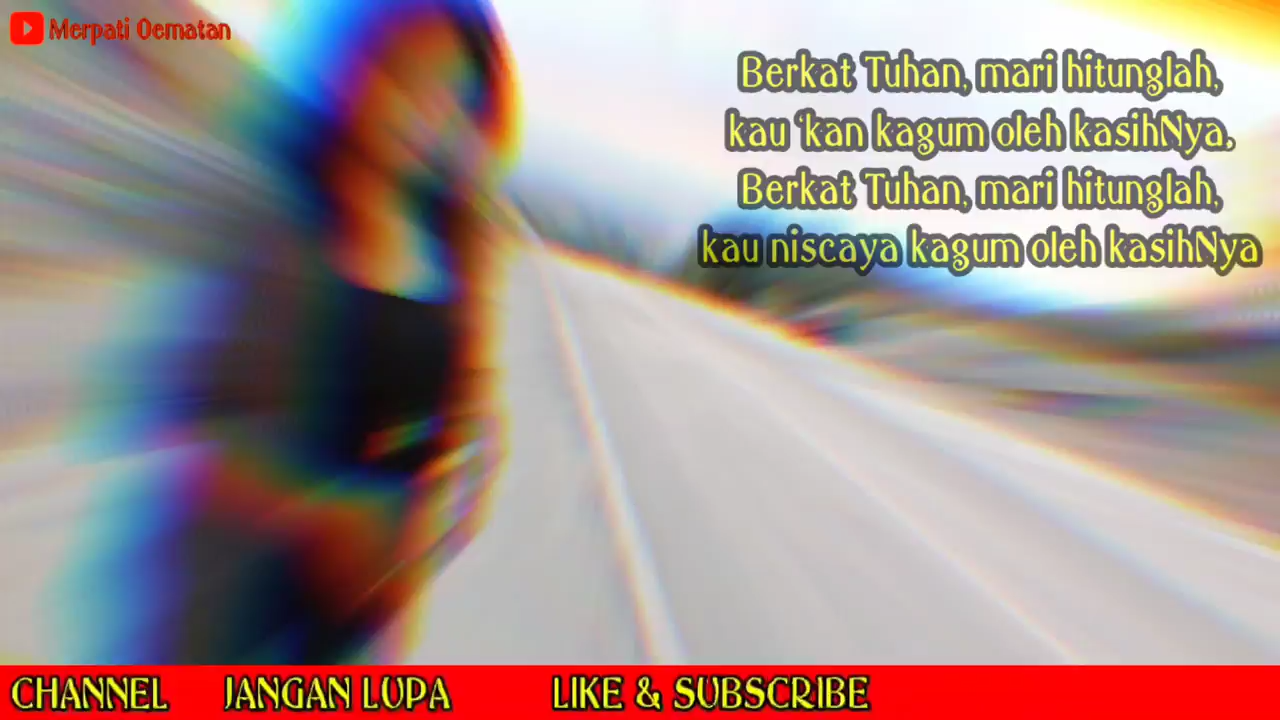 Merpati Oematan
Berkat Tuhan, mari hitunglah,
kau 'kan kagum oleh kasihNya,
Berkat Tuhan, mari hitunglah,
kau niscaya kagum oleh kasihNya
CHANNEL JANGAN LUPA LIKE & SUBSCRIBE